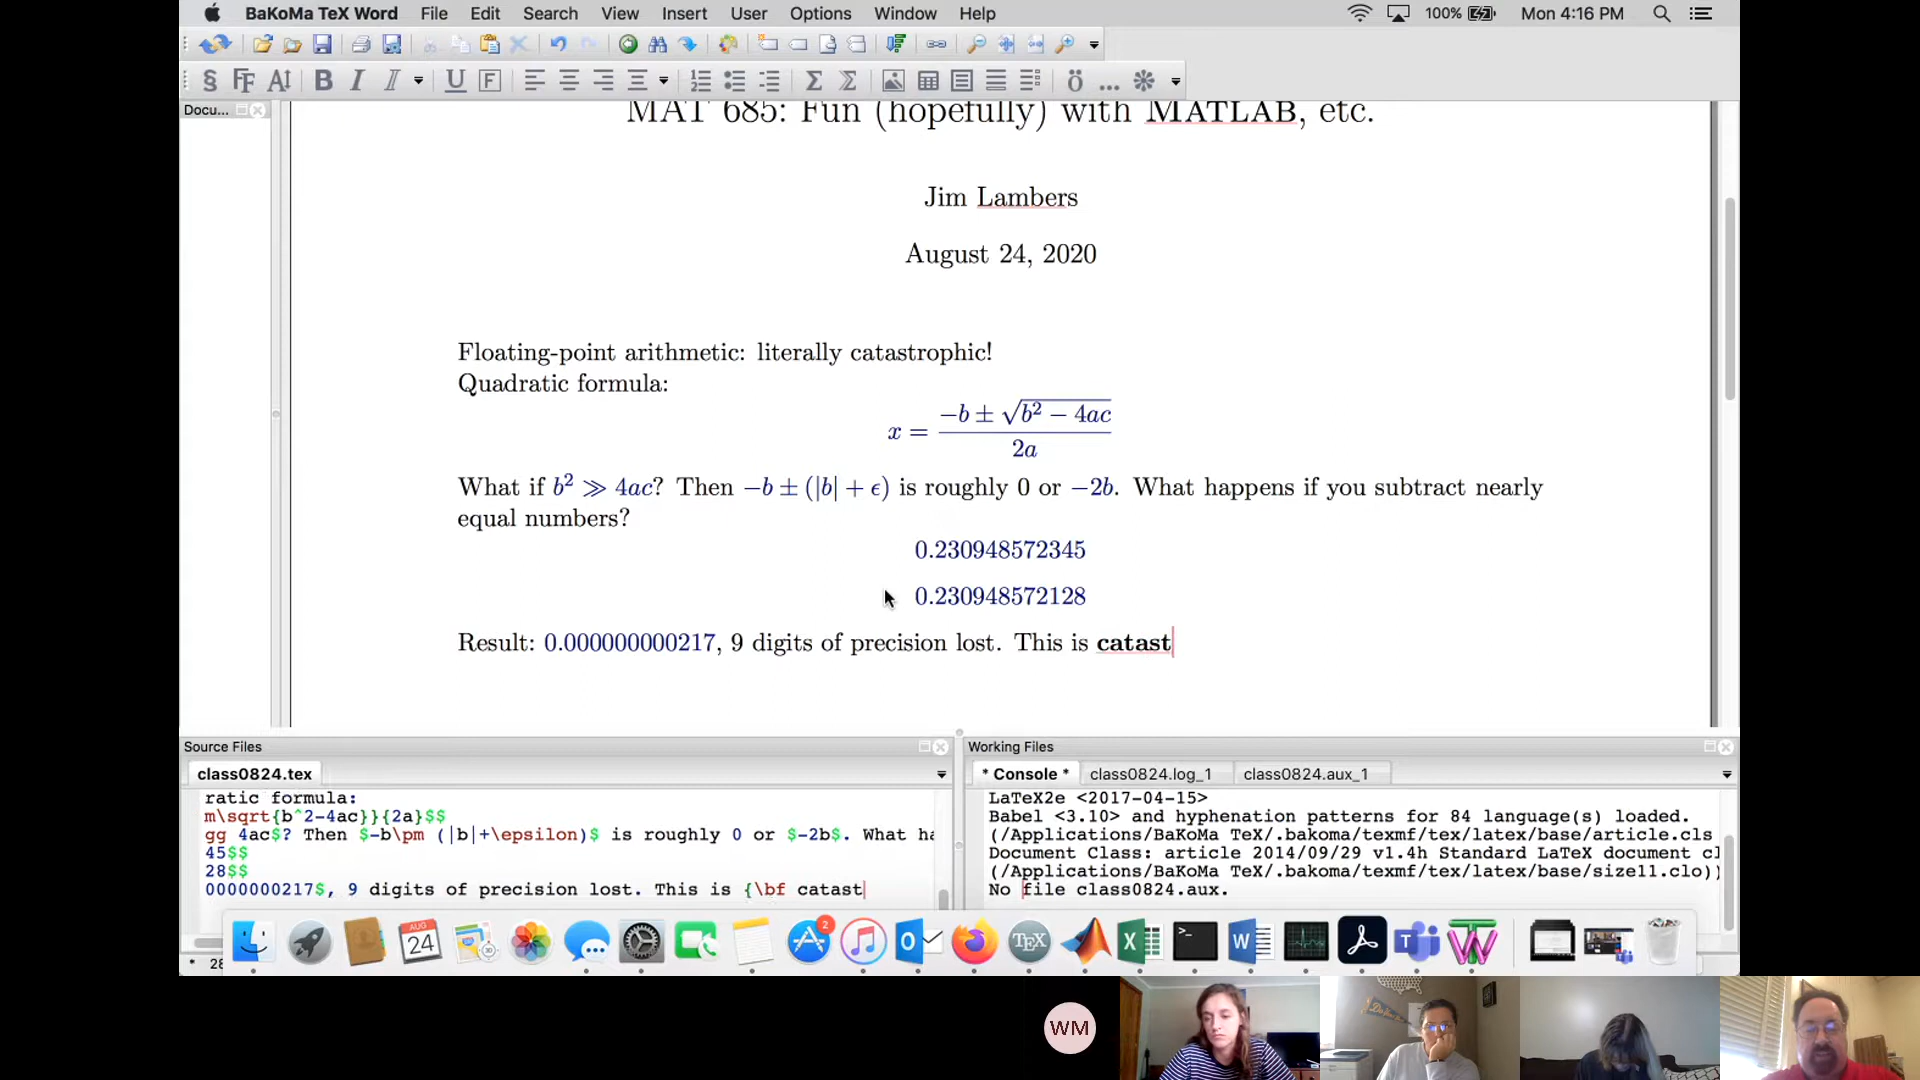 BaKoMa TeX Word File Edit Search View Insert User Options Window Help 100% Mon 4:16 PM
Docu...
MAT 685: Fun (hopefully) with MATLAB, etc.
Jim Lambers
August 24, 2020
Floating-point arithmetic: literally catastrophic!
Quadratic formula:
x = \frac{-b ± \sqrt{b^2 − 4ac}}{2a}
What if b² ≫ 4ac? Then −b ± (|b| + ϵ) is roughly 0 or −2b. What happens if you subtract nearly
equal numbers?
0.230948572345
0.230948572128
Result: 0.000000000217, 9 digits of precision lost. This is catast
Source Files
class0824.tex
ratic formula:
m\sqrt{b^2-4ac}}{2a}$$
gg 4ac$? Then $-b\pm (|b|+\epsilon)$ is roughly 0 or $-2b$. What ha
45$$
28$$
0000000217$, 9 digits of precision lost. This is {\bf catast
* 28
Working Files
* Console * class0824.log_1 class0824.aux_1
LaTeX2e <2017-04-15>
Babel <3.10> and hyphenation patterns for 84 language(s) loaded.
(/Applications/BaKoMa TeX/.bakoma/texmf/tex/latex/base/article.cls
Document Class: article 2014/09/29 v1.4h Standard LaTeX document cl
(/Applications/BaKoMa TeX/.bakoma/texmf/tex/latex/base/size11.clo))
No file class0824.aux.
AUG
24
2
TEX
WM